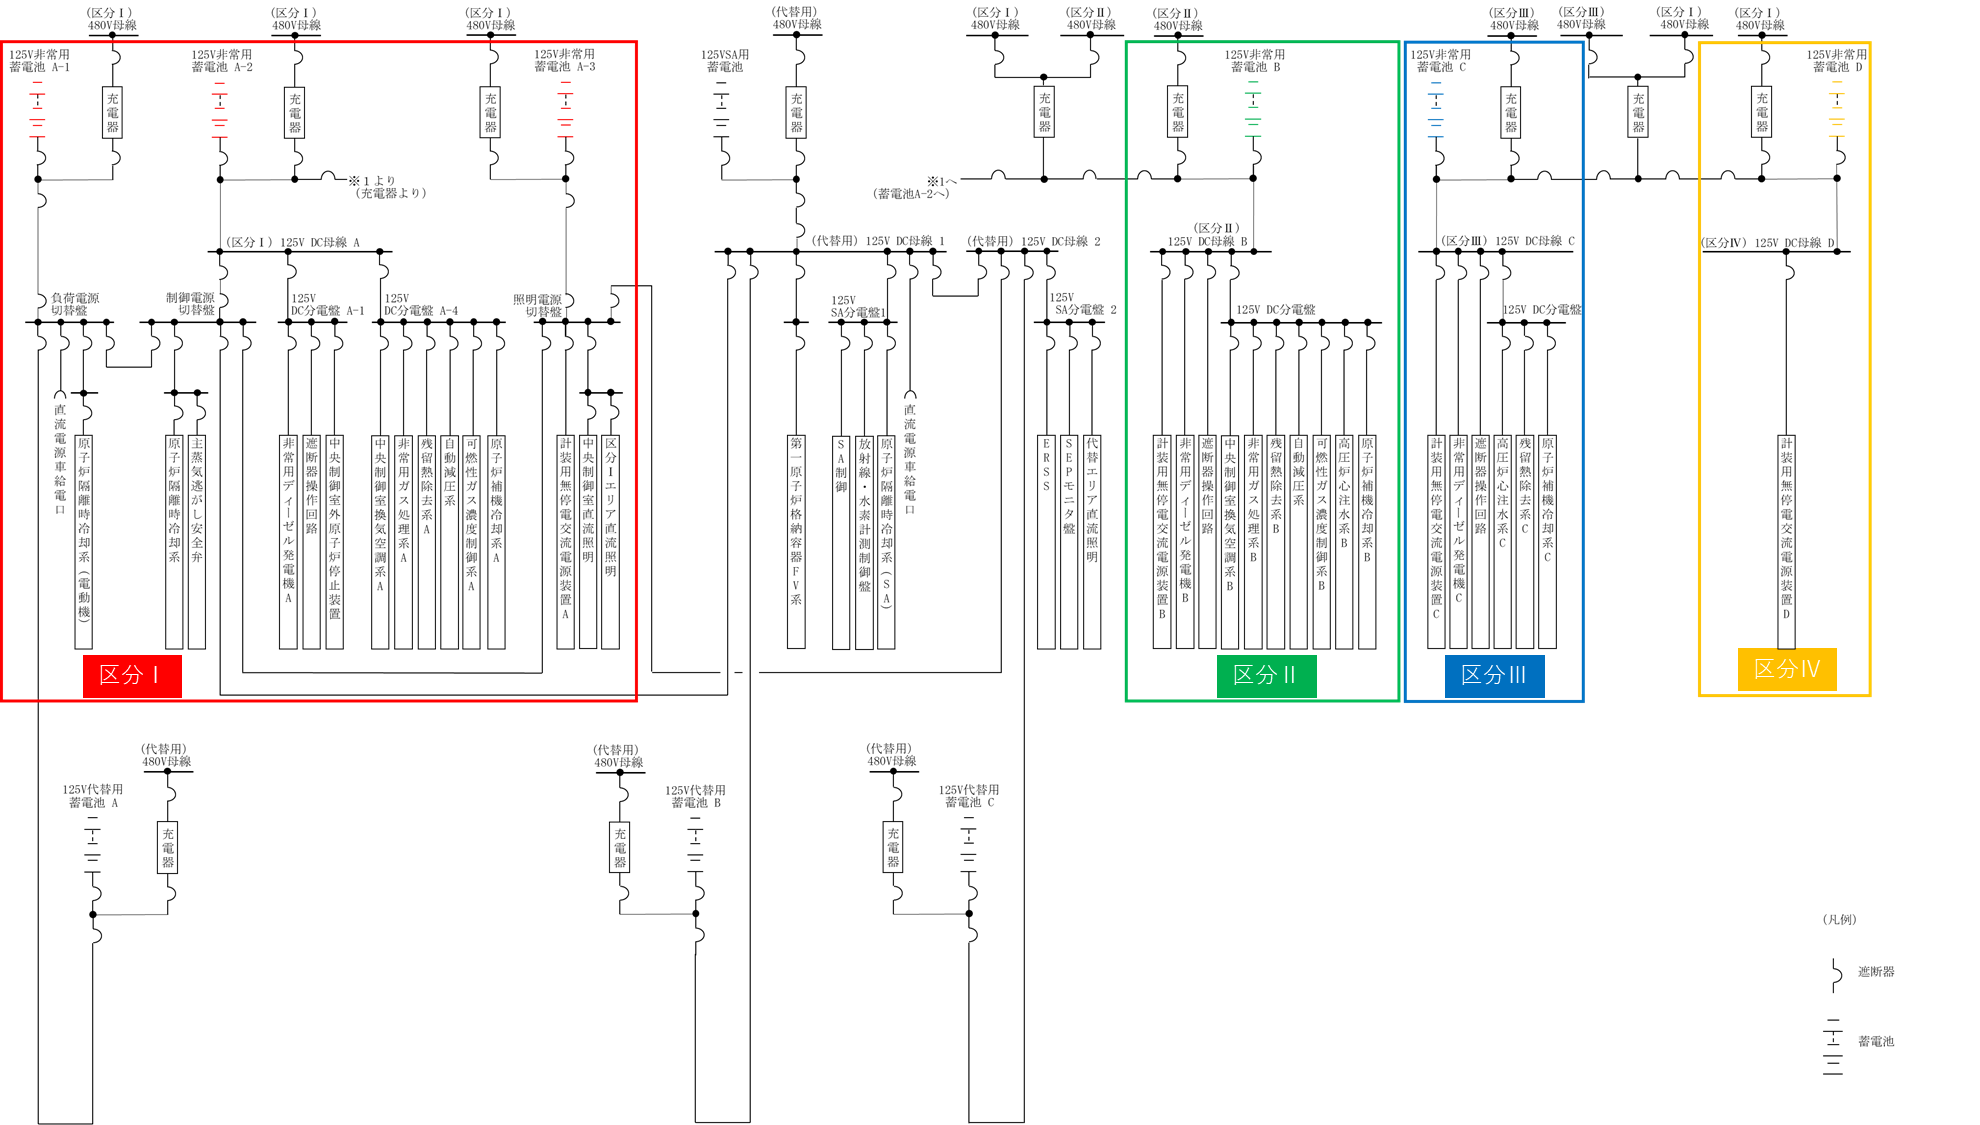 (区分Ⅰ)
480V母線
(区分Ⅰ)
480V母線
(区分Ⅰ)
480V母線
(代替用)
480V母線
(区分Ⅰ)
480V母線
(区分Ⅱ)
480V母線
(区分Ⅱ)
480V母線
(区分Ⅲ)
480V母線
(区分Ⅲ)
480V母線
(区分Ⅰ)
480V母線
(区分Ⅰ)
480V母線
125V非常用
蓄電池 A-1
125V非常用
蓄電池 A-2
125V非常用
蓄電池 A-3
125VSA用
蓄電池
125V非常用
蓄電池 B
125V非常用
蓄電池 C
125V非常用
蓄電池 D
充電器
充電器
充電器
充電器
充電器
充電器
充電器
充電器
充電器
※1より
(充電器より)
※1へ
(蓄電池A-2へ)
(区分Ⅰ) 125V DC母線 A
(代替用) 125V DC母線 1
(代替用) 125V DC母線 2
(区分Ⅱ)
125V DC母線 B
(区分Ⅲ) 125V DC母線 C
(区分Ⅳ) 125V DC母線 D
負荷電源
切替盤
制御電源
切替盤
125V
DC分電盤 A-1
125V
DC分電盤 A-4
照明電源
切替盤
125V
SA分電盤1
125V
SA分電盤 2
125V DC分電盤
125V DC分電盤
直流電源車給電口
原子炉隔離時冷却系(電動機)
原子炉隔離時冷却系
主蒸気逃がし安全弁
非常用ディーゼル発電機A
遮断器操作回路
中央制御室外原子炉停止装置
中央制御室換気空調系A
非常用ガス処理系A
残留熱除去系A
自動減圧系
可燃性ガス濃度制御系A
原子炉補機冷却系A
計装用無停電交流電源装置A
中央制御室直流照明
区分Ⅰエリア直流照明
第一原子炉格納容器FV系
SA制御
放射線・水素計測制御盤
原子炉隔離時冷却系(SA)
直流電源車給電口
ERSS
SEPモニタ盤
代替エリア直流照明
計装用無停電交流電源装置B
非常用ディーゼル発電機B
遮断器操作回路
中央制御室換気空調系B
非常用ガス処理系B
残留熱除去系B
自動減圧系
可燃性ガス濃度制御系B
高圧炉心注水系B
原子炉補機冷却系B
計装用無停電交流電源装置C
非常用ディーゼル発電機C
遮断器操作回路
高圧炉心注水系C
残留熱除去系C
原子炉補機冷却系C
計装用無停電交流電源装置D
区分Ⅰ
区分Ⅱ
区分Ⅲ
区分Ⅳ
(代替用)
480V母線
125V代替用
蓄電池 A
充電器
(代替用)
480V母線
125V代替用
蓄電池 B
充電器
(代替用)
480V母線
125V代替用
蓄電池 C
充電器
(凡例)
遮断器
蓄電池